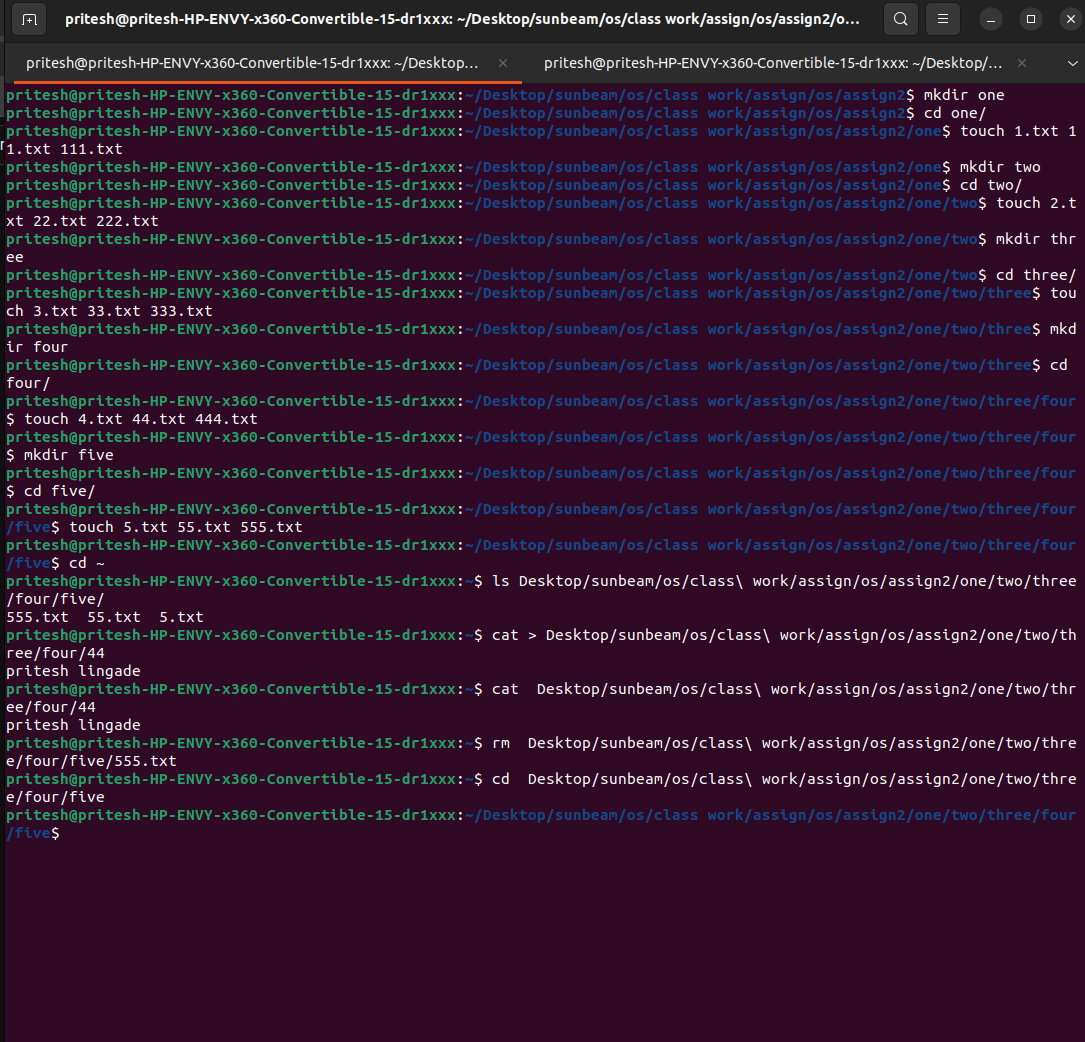 pritesh@pritesh-HP-ENVY-x360-Convertible-15-dr1xxx: ~/Desktop/sunbeam/os/class work/assign/os/assign2/o...
pritesh@pritesh-HP-ENVY-x360-Convertible-15-dr1xxx: ~/Desktop... × pritesh@pritesh-HP-ENVY-x360-Convertible-15-dr1xxx: ~/Desktop/... ×
pritesh@pritesh-HP-ENVY-x360-Convertible-15-dr1xxx:~/Desktop/sunbeam/os/class work/assign/os/assign2$ mkdir one
pritesh@pritesh-HP-ENVY-x360-Convertible-15-dr1xxx:~/Desktop/sunbeam/os/class work/assign/os/assign2$ cd one/
pritesh@pritesh-HP-ENVY-x360-Convertible-15-dr1xxx:~/Desktop/sunbeam/os/class work/assign/os/assign2/one$ touch 1.txt 1
1.txt 111.txt
pritesh@pritesh-HP-ENVY-x360-Convertible-15-dr1xxx:~/Desktop/sunbeam/os/class work/assign/os/assign2/one$ mkdir two
pritesh@pritesh-HP-ENVY-x360-Convertible-15-dr1xxx:~/Desktop/sunbeam/os/class work/assign/os/assign2/one$ cd two/
pritesh@pritesh-HP-ENVY-x360-Convertible-15-dr1xxx:~/Desktop/sunbeam/os/class work/assign/os/assign2/one/two$ touch 2.t
xt 22.txt 222.txt
pritesh@pritesh-HP-ENVY-x360-Convertible-15-dr1xxx:~/Desktop/sunbeam/os/class work/assign/os/assign2/one/two$ mkdir thr
ee
pritesh@pritesh-HP-ENVY-x360-Convertible-15-dr1xxx:~/Desktop/sunbeam/os/class work/assign/os/assign2/one/two$ cd three/
pritesh@pritesh-HP-ENVY-x360-Convertible-15-dr1xxx:~/Desktop/sunbeam/os/class work/assign/os/assign2/one/two/three$ tou
ch 3.txt 33.txt 333.txt
pritesh@pritesh-HP-ENVY-x360-Convertible-15-dr1xxx:~/Desktop/sunbeam/os/class work/assign/os/assign2/one/two/three$ mkd
ir four
pritesh@pritesh-HP-ENVY-x360-Convertible-15-dr1xxx:~/Desktop/sunbeam/os/class work/assign/os/assign2/one/two/three$ cd
four/
pritesh@pritesh-HP-ENVY-x360-Convertible-15-dr1xxx:~/Desktop/sunbeam/os/class work/assign/os/assign2/one/two/three/four
$ touch 4.txt 44.txt 444.txt
pritesh@pritesh-HP-ENVY-x360-Convertible-15-dr1xxx:~/Desktop/sunbeam/os/class work/assign/os/assign2/one/two/three/four
$ mkdir five
pritesh@pritesh-HP-ENVY-x360-Convertible-15-dr1xxx:~/Desktop/sunbeam/os/class work/assign/os/assign2/one/two/three/four
$ cd five/
pritesh@pritesh-HP-ENVY-x360-Convertible-15-dr1xxx:~/Desktop/sunbeam/os/class work/assign/os/assign2/one/two/three/four
/five$ touch 5.txt 55.txt 555.txt
pritesh@pritesh-HP-ENVY-x360-Convertible-15-dr1xxx:~/Desktop/sunbeam/os/class work/assign/os/assign2/one/two/three/four
/five$ cd ~
pritesh@pritesh-HP-ENVY-x360-Convertible-15-dr1xxx:~$ ls Desktop/sunbeam/os/class\ work/assign/os/assign2/one/two/three
/four/five/
555.txt  55.txt  5.txt
pritesh@pritesh-HP-ENVY-x360-Convertible-15-dr1xxx:~$ cat > Desktop/sunbeam/os/class\ work/assign/os/assign2/one/two/th
ree/four/44
pritesh lingade
pritesh@pritesh-HP-ENVY-x360-Convertible-15-dr1xxx:~$ cat  Desktop/sunbeam/os/class\ work/assign/os/assign2/one/two/thr
ee/four/44
pritesh lingade
pritesh@pritesh-HP-ENVY-x360-Convertible-15-dr1xxx:~$ rm  Desktop/sunbeam/os/class\ work/assign/os/assign2/one/two/thre
e/four/five/555.txt
pritesh@pritesh-HP-ENVY-x360-Convertible-15-dr1xxx:~$ cd  Desktop/sunbeam/os/class\ work/assign/os/assign2/one/two/thre
e/four/five
pritesh@pritesh-HP-ENVY-x360-Convertible-15-dr1xxx:~/Desktop/sunbeam/os/class work/assign/os/assign2/one/two/three/four
/five$